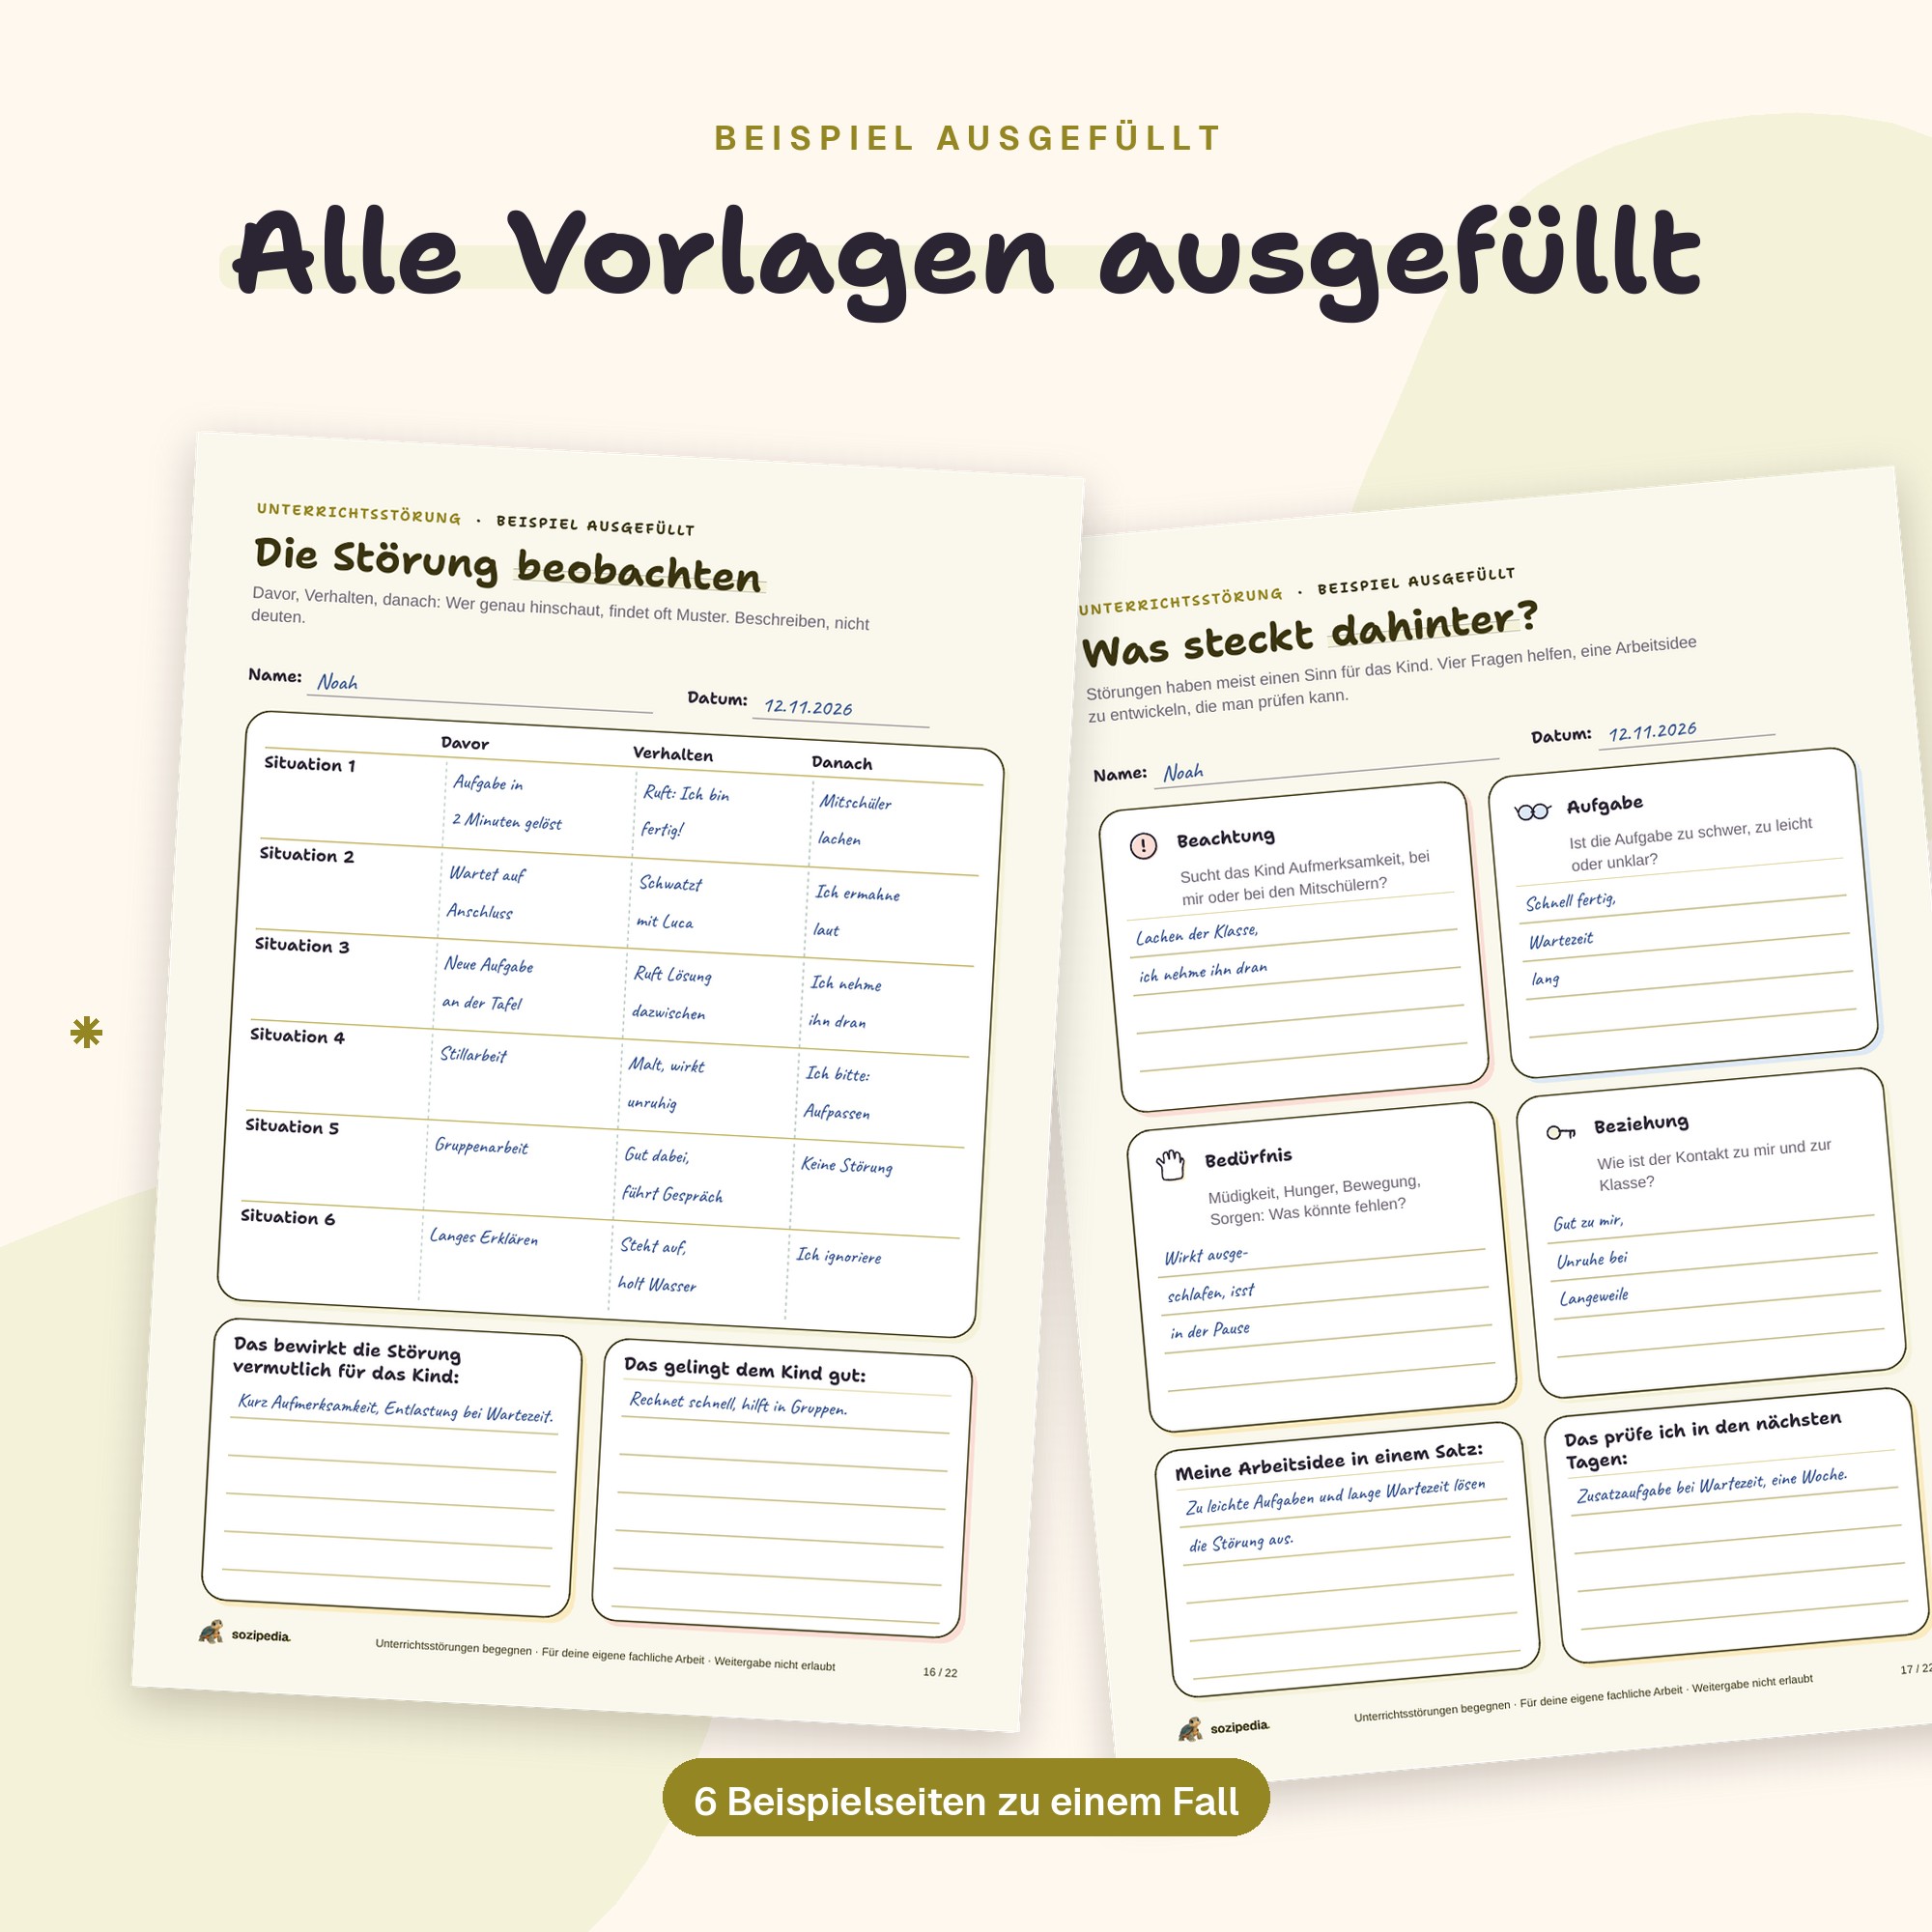 BEISPIEL AUSGEFÜLLT
Alle Vorlagen ausgefüllt
UNTERRICHTSSTÖRUNG · BEISPIEL AUSGEFÜLLT
Die Störung beobachten
Davor, Verhalten, danach: Wer genau hinschaut, findet oft Muster. Beschreiben, nicht
deuten.
Name: Noah
Datum: 12.11.2026
Davor Verhalten Danach
Situation 1
Aufgabe in
2 Minuten gelöst
Ruft: Ich bin
fertig!
Mitschüler
lachen
Situation 2
Wartet auf
Anschluss
Schwatzt
mit Luca
Ich ermahne
laut
Situation 3
Neue Aufgabe
an der Tafel
Ruft Lösung
dazwischen
Ich nehme
ihn dran
Situation 4
Stillarbeit
Malt, wirkt
unruhig
Ich bitte:
Aufpassen
Situation 5
Gruppenarbeit
Gut dabei,
führt Gespräch
Keine Störung
Situation 6
Langes Erklären
Steht auf,
holt Wasser
Ich ignoriere
Das bewirkt die Störung
vermutlich für das Kind:
Kurz Aufmerksamkeit, Entlastung bei Wartezeit.
Das gelingt dem Kind gut:
Rechnet schnell, hilft in Gruppen.
sozipedia.
Unterrichtsstörungen begegnen · Für deine eigene fachliche Arbeit · Weitergabe nicht erlaubt
16 / 22
UNTERRICHTSSTÖRUNG · BEISPIEL AUSGEFÜLLT
Was steckt dahinter?
Störungen haben meist einen Sinn für das Kind. Vier Fragen helfen, eine Arbeitsidee
zu entwickeln, die man prüfen kann.
Name: Noah
Datum: 12.11.2026
Beachtung
Sucht das Kind Aufmerksamkeit, bei
mir oder bei den Mitschülern?
Lachen der Klasse,
ich nehme ihn dran
Aufgabe
Ist die Aufgabe zu schwer, zu leicht
oder unklar?
Schnell fertig,
Wartezeit
lang
Bedürfnis
Müdigkeit, Hunger, Bewegung,
Sorgen: Was könnte fehlen?
Wirkt ausge-
schlafen, isst
in der Pause
Beziehung
Wie ist der Kontakt zu mir und zur
Klasse?
Gut zu mir,
Unruhe bei
Langeweile
Meine Arbeitsidee in einem Satz:
Zu leichte Aufgaben und lange Wartezeit lösen
die Störung aus.
Das prüfe ich in den nächsten
Tagen:
Zusatzaufgabe bei Wartezeit, eine Woche.
sozipedia.
Unterrichtsstörungen begegnen · Für deine eigene fachliche Arbeit · Weitergabe nicht erlaubt
17 / 22
6 Beispielseiten zu einem Fall